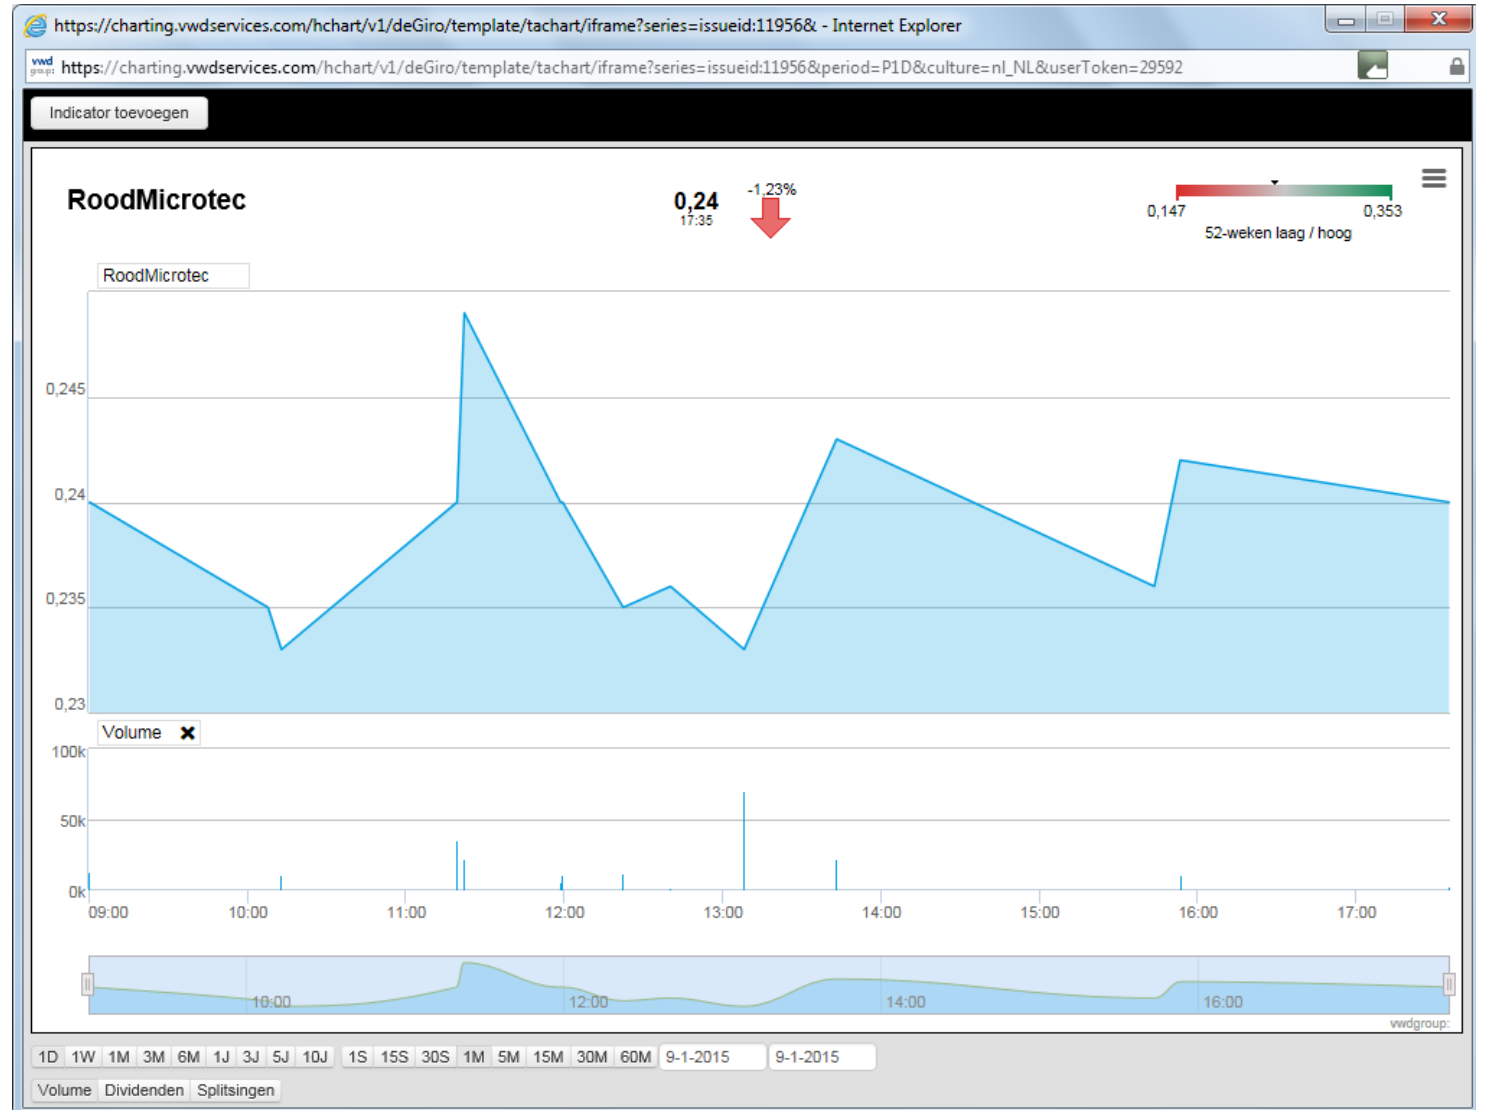 https://charting.vwdservices.com/hchart/v1/deGiro/template/tachart/iframe?series=issueid:11956& - Internet Explorer
vwd group: https://charting.vwdservices.com/hchart/v1/deGiro/template/tachart/iframe?series=issueid:11956&period=P1D&culture=nl_NL&userToken=29592
Indicator toevoegen
RoodMicrotec
0,24
17:35
-1,23%
0,147 0,353
52-weken laag / hoog
RoodMicrotec
0,245
0,24
0,235
0,23
Volume
100k
50k
0k
09:00 10:00 11:00 12:00 13:00 14:00 15:00 16:00 17:00
10:00 12:00 14:00 16:00
vwdgroup:
1D 1W 1M 3M 6M 1J 3J 5J 10J 1S 15S 30S 1M 5M 15M 30M 60M 9-1-2015 9-1-2015
Volume Dividenden Splitsingen